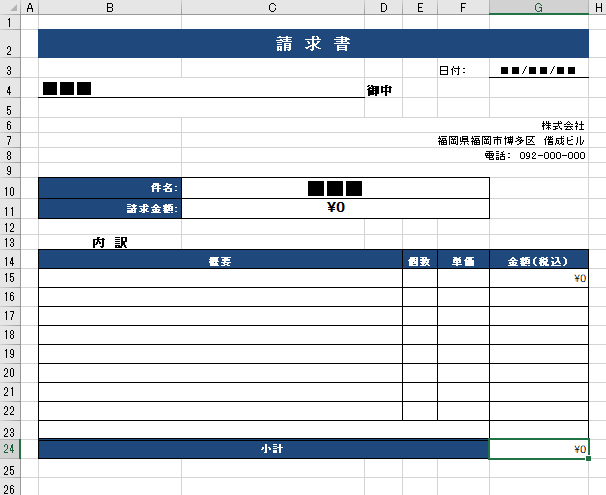 A B C D E F G H
1
2 請 求 書
3 日付： ■■/■■/■■
4 ■■■ 御中
5
6 株式会社
7 福岡県福岡市博多区 偕成ビル
8 電話： 092-000-000
9
10 件名: ■■■
11 請求金額: ¥0
12
13 内 訳
14 概要 個数 単価 金額(税込)
15 ¥0
16
17
18
19
20
21
22
23
24 小計 ¥0
25
26